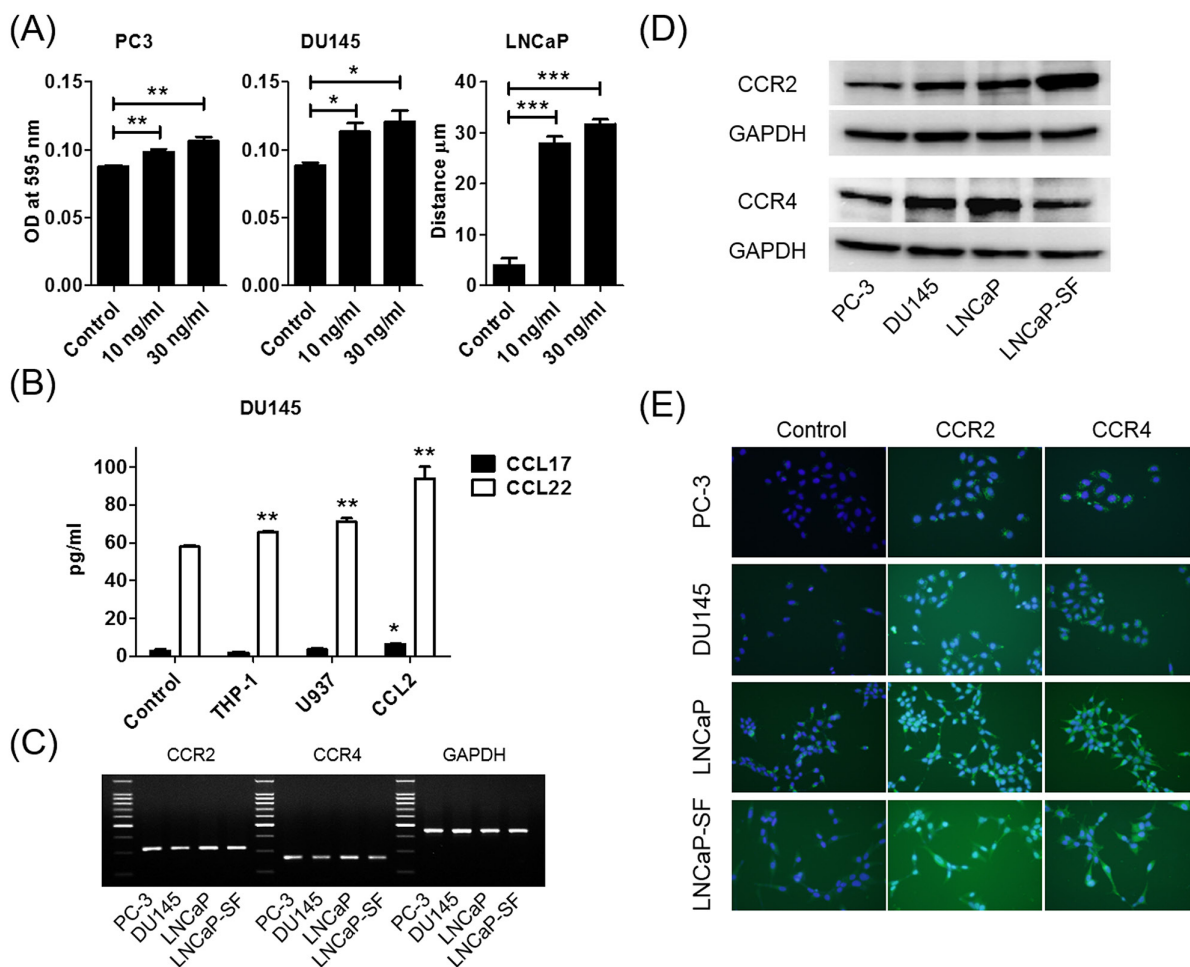 (A)
PC3
DU145
LNCaP
OD at 595 nm
0.15
0.10
0.05
0.00
**
**
Control
10 ng/ml
30 ng/ml
0.15
0.10
0.05
0.00
*
*
Control
10 ng/ml
30 ng/ml
Distance μm
40
30
20
10
0
***
***
Control
10 ng/ml
30 ng/ml
(B)
DU145
pg/ml
100
80
60
40
20
0
**
**
**
*
CCL17
CCL22
Control
THP-1
U937
CCL2
(C)
CCR2 CCR4 GAPDH
PC-3
DU145
LNCaP
LNCaP-SF
PC-3
DU145
LNCaP
LNCaP-SF
PC-3
DU145
LNCaP
LNCaP-SF
(D)
CCR2
GAPDH
CCR4
GAPDH
PC-3
DU145
LNCaP
LNCaP-SF
(E)
Control CCR2 CCR4
PC-3
DU145
LNCaP
LNCaP-SF